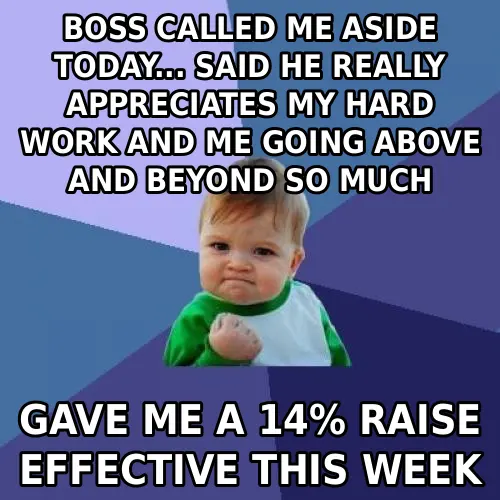 BOSS CALLED ME ASIDE
TODAY... SAID HE REALLY
APPRECIATES MY HARD
WORK AND ME GOING ABOVE
AND BEYOND SO MUCH
GAVE ME A 14% RAISE
EFFECTIVE THIS WEEK